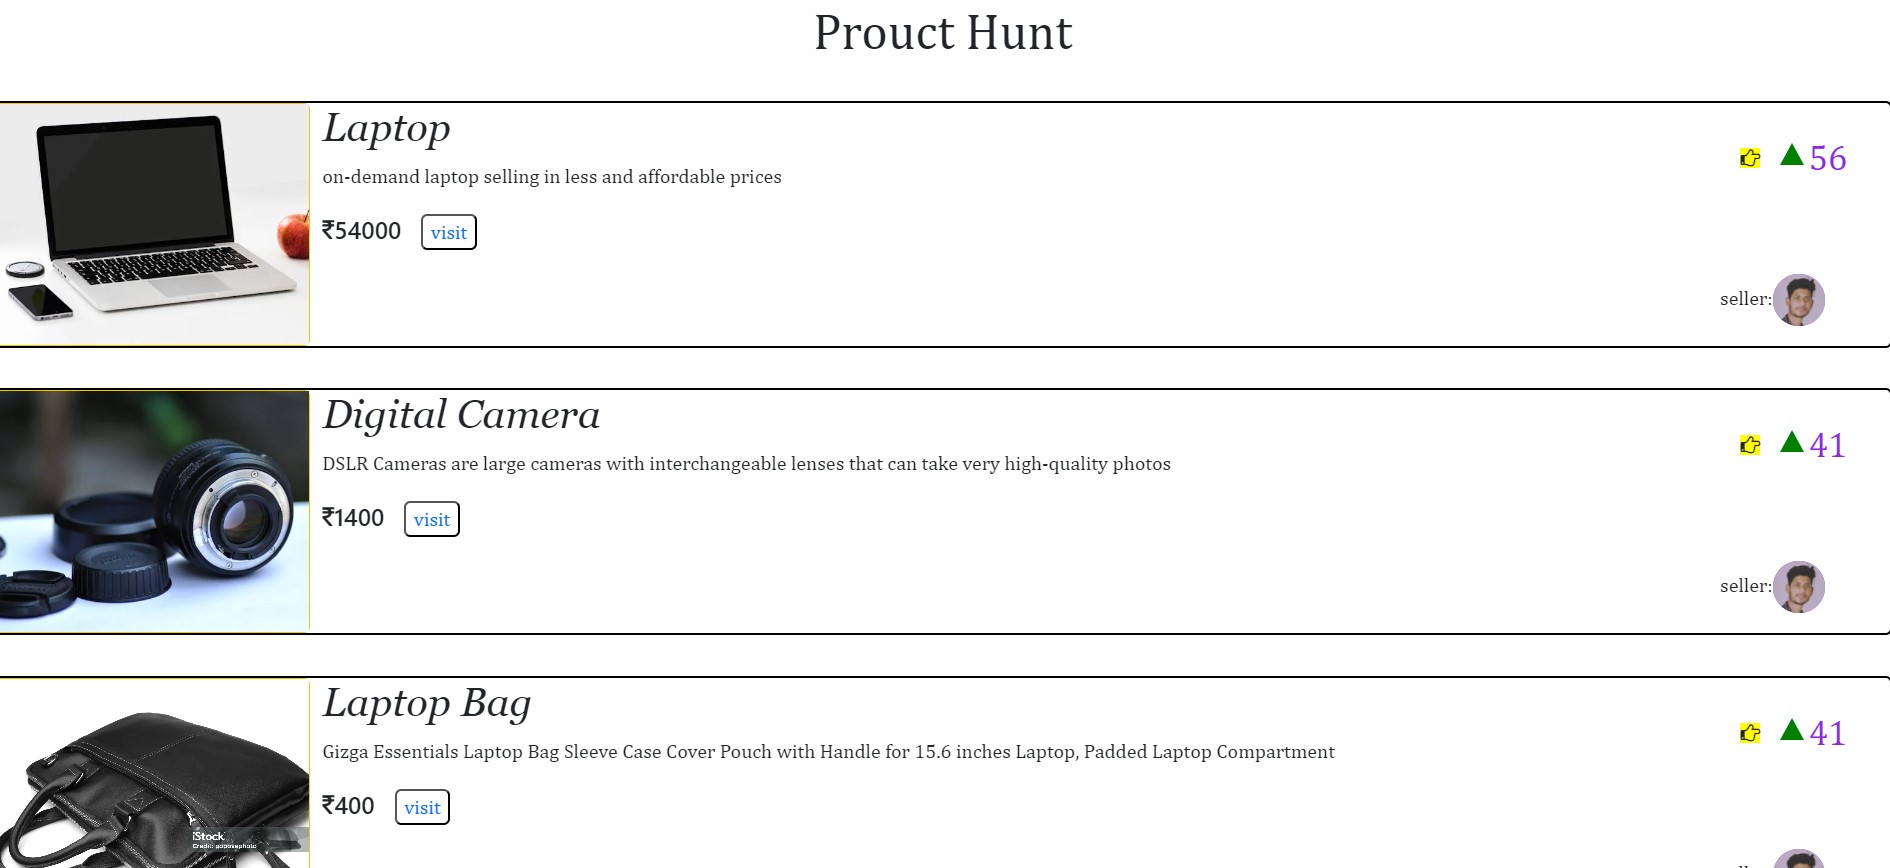 Prouct Hunt
Laptop
56
on-demand laptop selling in less and affordable prices
₹54000 visit
seller:
Digital Camera
41
DSLR Cameras are large cameras with interchangeable lenses that can take very high-quality photos
₹1400 visit
seller:
Laptop Bag
41
Gizga Essentials Laptop Bag Sleeve Case Cover Pouch with Handle for 15.6 inches Laptop, Padded Laptop Compartment
₹400 visit
iStock